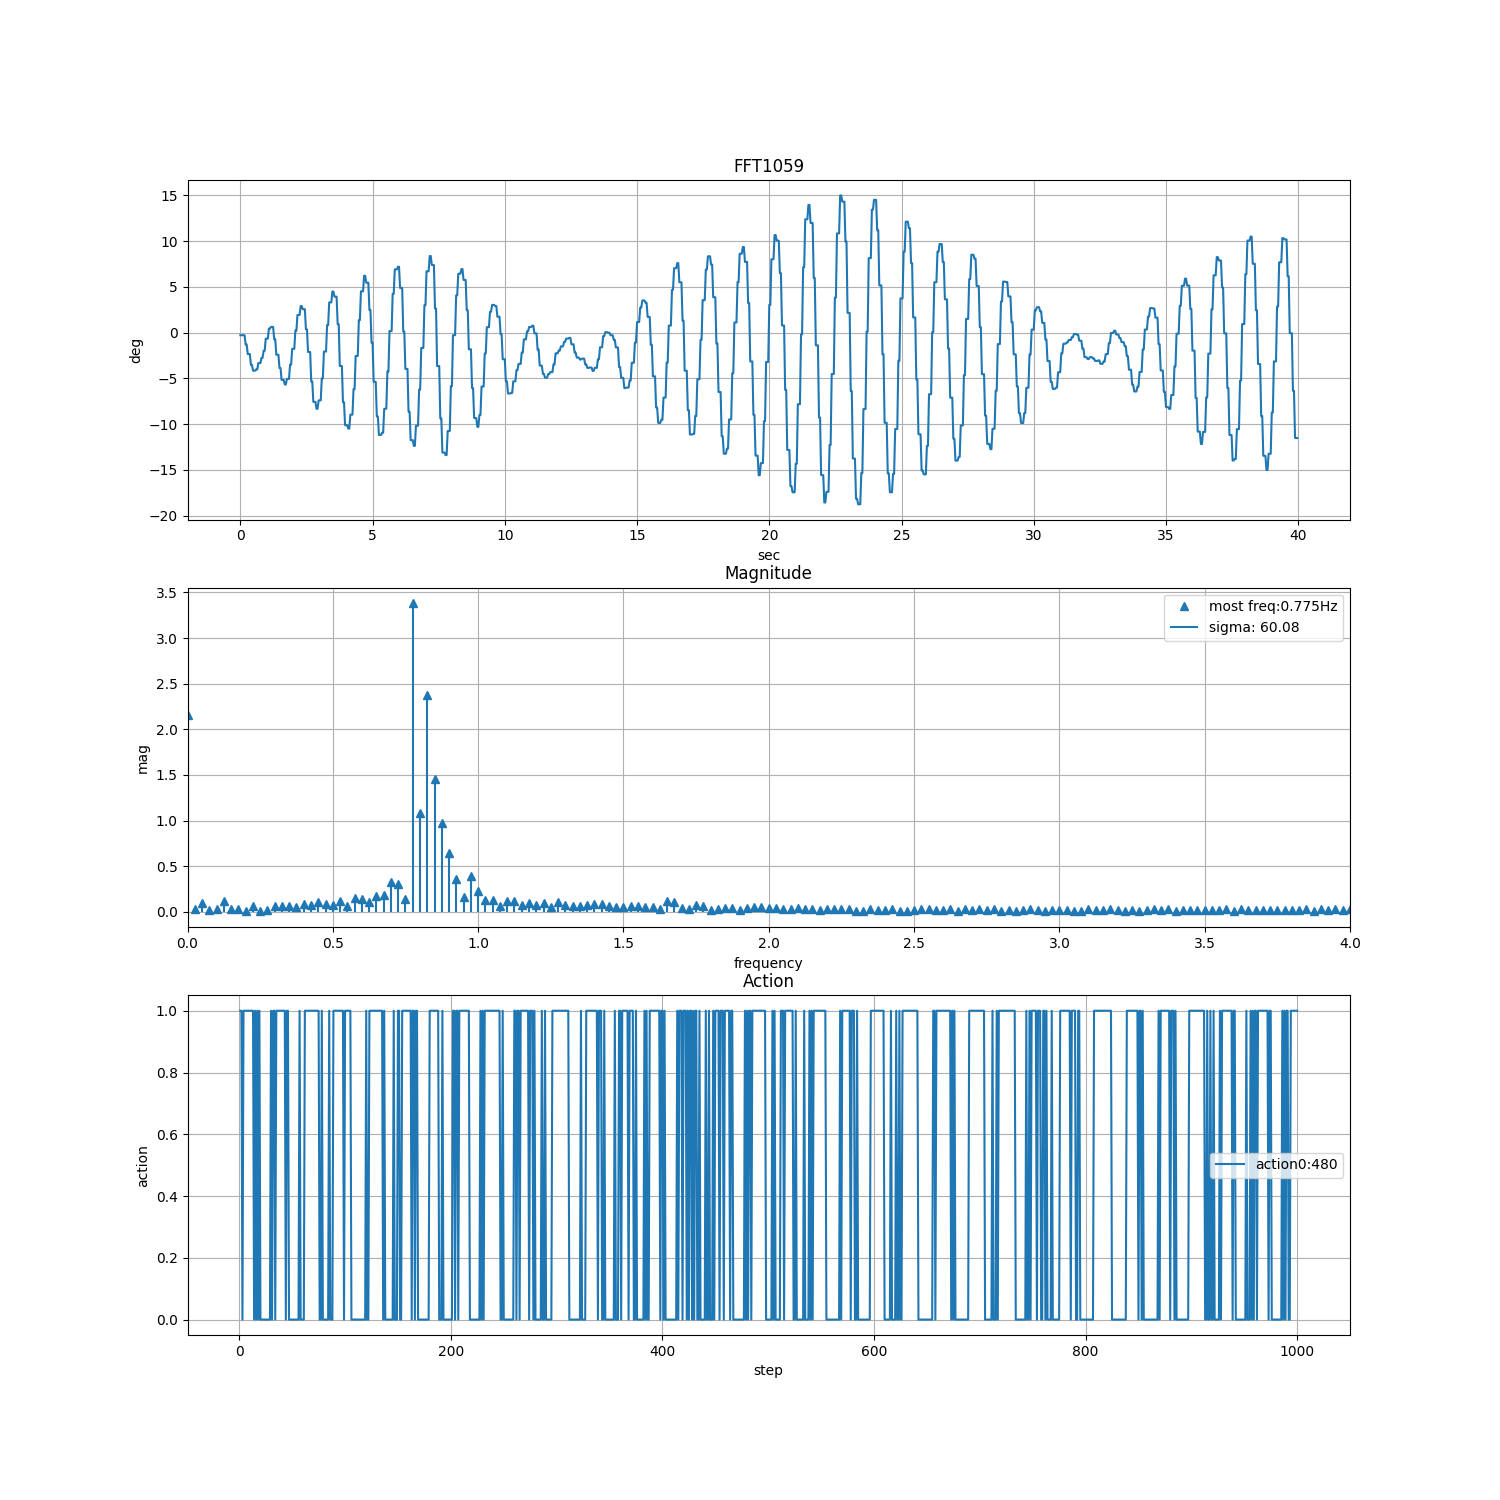 FFT1059
15
10
5
0
−5
−10
−15
−20
deg
0 5 10 15 20 25 30 35 40
sec
Magnitude
3.5
3.0
2.5
2.0
1.5
1.0
0.5
0.0
mag
most freq:0.775Hz
sigma: 60.08
0.0 0.5 1.0 1.5 2.0 2.5 3.0 3.5 4.0
frequency
Action
1.0
0.8
0.6
0.4
0.2
0.0
action
action0:480
0 200 400 600 800 1000
step